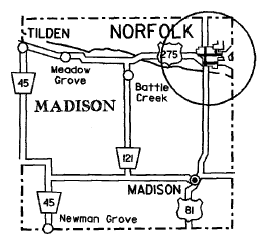 TILDEN
NORFOLK
275
45
Meadow
Grove
Battle
Creek
MADISON
121
MADISON
45
81
Newman Grove